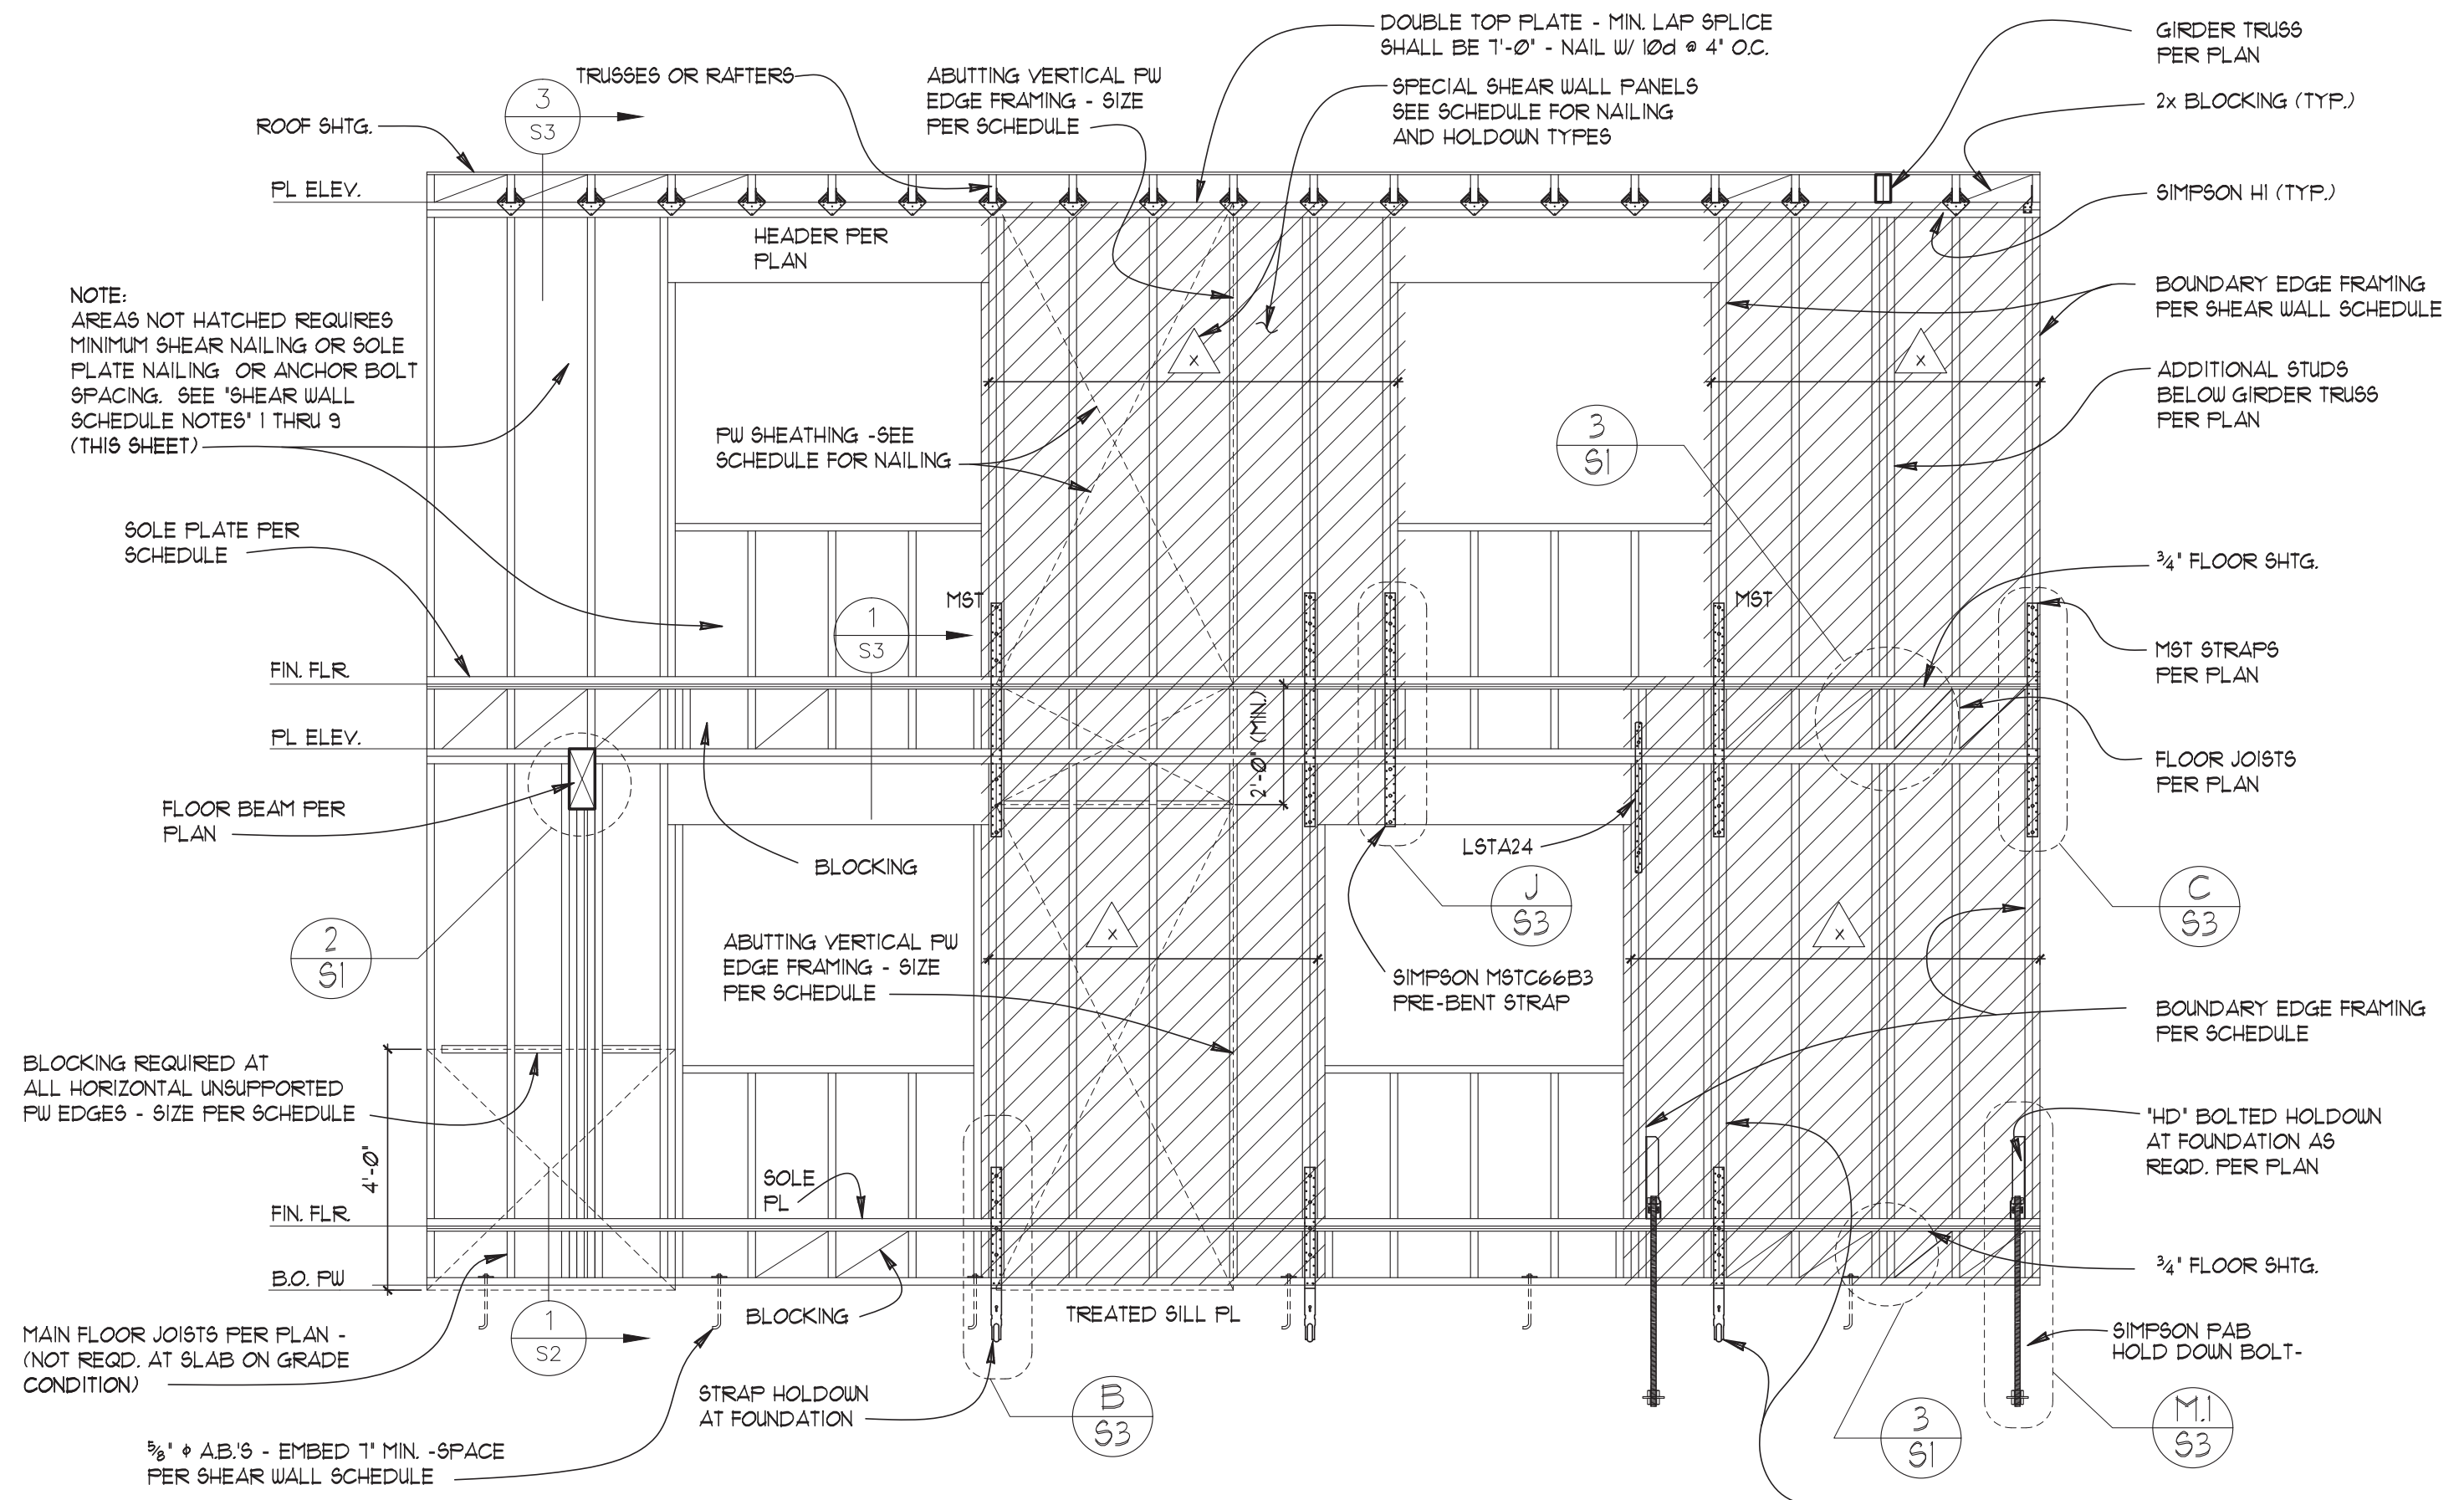 DOUBLE TOP PLATE - MIN. LAP SPLICE
SHALL BE 7'-0" - NAIL W/ 10d @ 4" O.C.
GIRDER TRUSS
PER PLAN
TRUSSES OR RAFTERS
ABUTTING VERTICAL PW
EDGE FRAMING - SIZE
PER SCHEDULE
SPECIAL SHEAR WALL PANELS
SEE SCHEDULE FOR NAILING
AND HOLDOWN TYPES
2x BLOCKING (TYP.)
3
S3
ROOF SHTG.
PL ELEV.
SIMPSON H1 (TYP.)
HEADER PER
PLAN
NOTE:
AREAS NOT HATCHED REQUIRES
MINIMUM SHEAR NAILING OR SOLE
PLATE NAILING OR ANCHOR BOLT
SPACING. SEE "SHEAR WALL
SCHEDULE NOTES" 1 THRU 9
(THIS SHEET)
BOUNDARY EDGE FRAMING
PER SHEAR WALL SCHEDULE
X
X
ADDITIONAL STUDS
BELOW GIRDER TRUSS
PER PLAN
PW SHEATHING -SEE
SCHEDULE FOR NAILING
3
S1
SOLE PLATE PER
SCHEDULE
3/4" FLOOR SHTG.
MST
MST
1
S3
MST STRAPS
PER PLAN
FIN. FLR.
2'-0" (MIN.)
PL ELEV.
FLOOR JOISTS
PER PLAN
FLOOR BEAM PER
PLAN
BLOCKING
LSTA24
J
S3
C
S3
2
S1
X
X
ABUTTING VERTICAL PW
EDGE FRAMING - SIZE
PER SCHEDULE
SIMPSON MSTC66B3
PRE-BENT STRAP
BOUNDARY EDGE FRAMING
PER SCHEDULE
BLOCKING REQUIRED AT
ALL HORIZONTAL UNSUPPORTED
PW EDGES - SIZE PER SCHEDULE
"HD" BOLTED HOLDOWN
AT FOUNDATION AS
REQD. PER PLAN
4'-0"
SOLE
PL
FIN. FLR.
3/4" FLOOR SHTG.
B.O. PW
BLOCKING
TREATED SILL PL
1
S2
MAIN FLOOR JOISTS PER PLAN -
(NOT REQD. AT SLAB ON GRADE
CONDITION)
SIMPSON PAB
HOLD DOWN BOLT-
STRAP HOLDOWN
AT FOUNDATION
B
S3
3
S1
M.1
S3
5/8" ϕ A.B.'S - EMBED 7" MIN. -SPACE
PER SHEAR WALL SCHEDULE